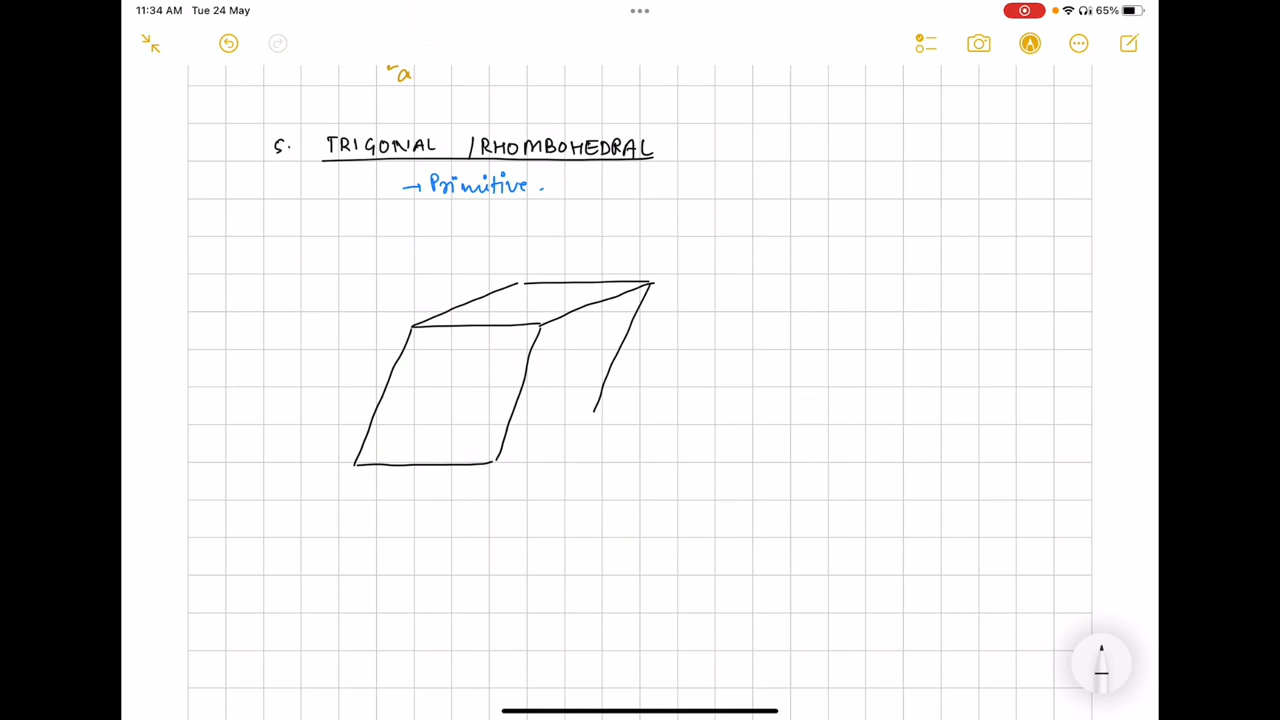 11:34 AM Tue 24 May 65%
a
5. TRIGONAL /RHOMBOHEDRAL
→ Primitive.